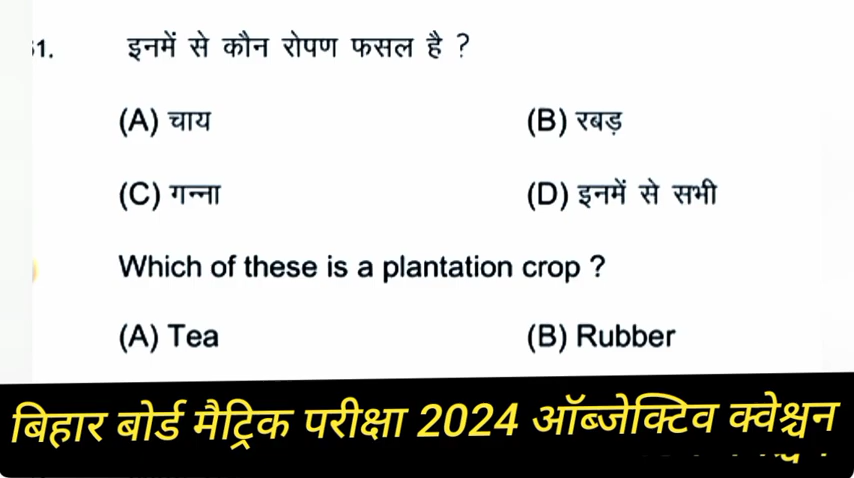 51. इनमें से कौन रोपण फसल है ?
(A) चाय (B) रबड़
(C) गन्ना (D) इनमें से सभी
Which of these is a plantation crop ?
(A) Tea (B) Rubber
बिहार बोर्ड मैट्रिक परीक्षा 2024 ऑब्जेक्टिव क्वेश्चन